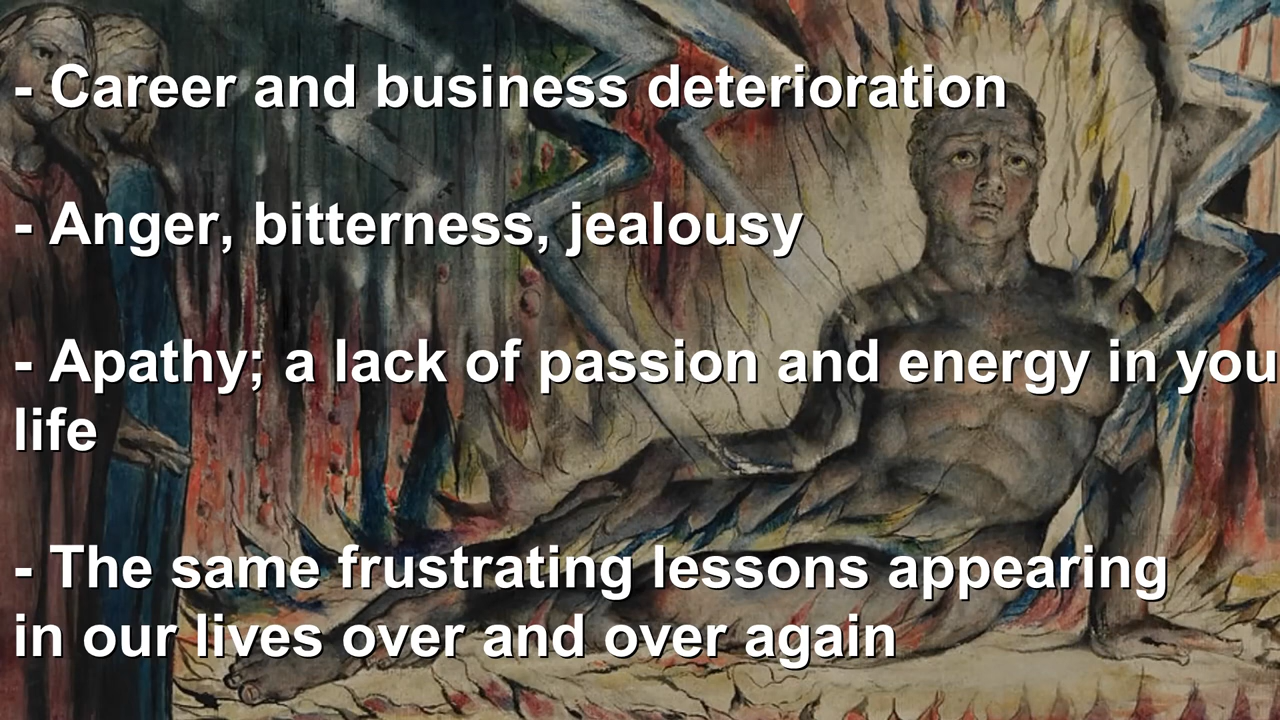 - Career and business deterioration
- Anger, bitterness, jealousy
- Apathy; a lack of passion and energy in you
life
- The same frustrating lessons appearing
in our lives over and over again